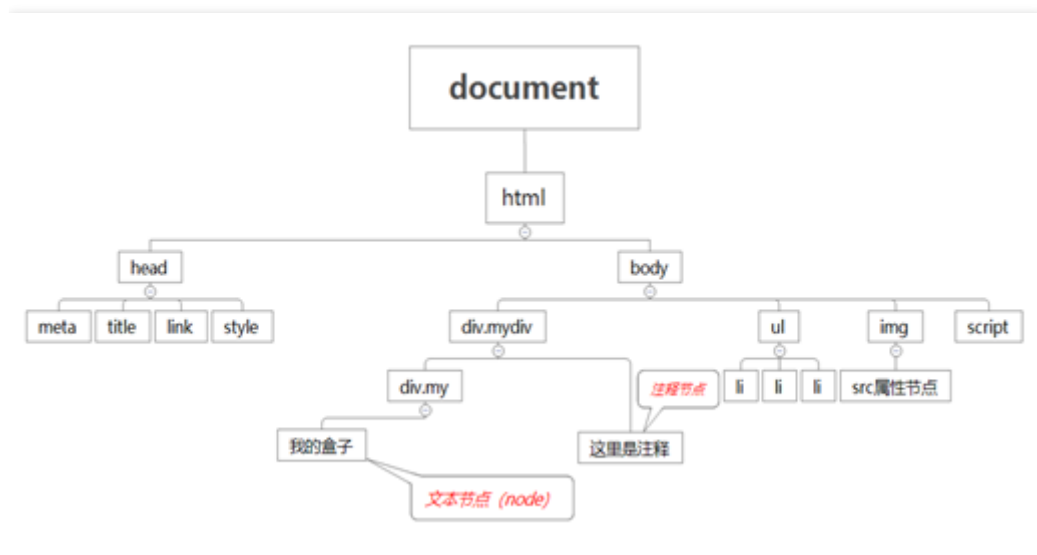 document
html
head
body
meta
title
link
style
div.mydiv
ul
img
script
div.my
注释节点
li
li
li
src属性节点
我的盒子
这里是注释
文本节点（node）